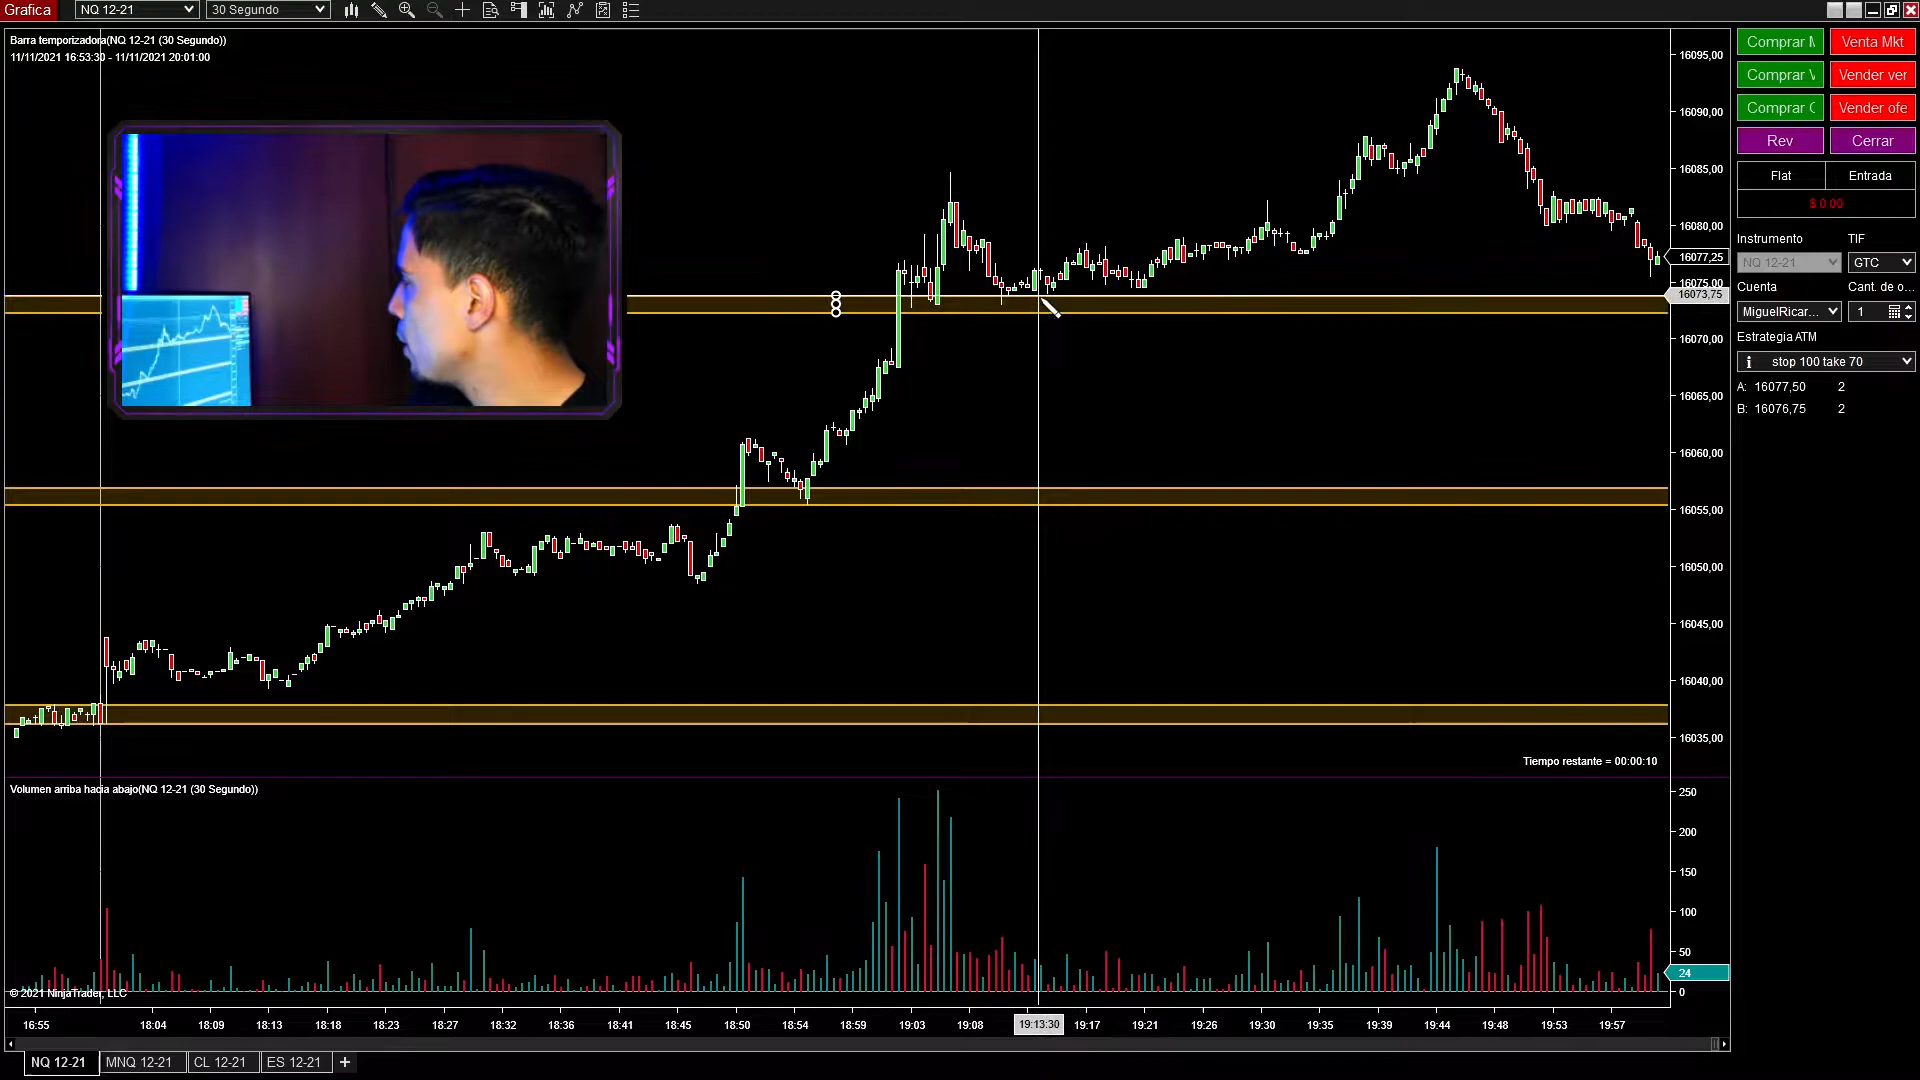 Grafica
NQ 12-21
30 Segundo
Barra temporizadora(NQ 12-21 (30 Segundo))
11/11/2021 16:53:30 - 11/11/2021 20:01:00
16095,00
16090,00
16085,00
16080,00
16077,25
16075,00
16073,75
16070,00
16065,00
16060,00
16055,00
16050,00
16045,00
16040,00
16035,00
Comprar M
Venta Mkt
Comprar V
Vender ver
Comprar C
Vender ofe
Rev
Cerrar
Flat
Entrada
$ 0.00
Instrumento
TIF
NQ 12-21
GTC
Cuenta
Cant. de o...
MiguelRicar...
1
Estrategia ATM
stop 100 take 70
A: 16077,50 2
B: 16076,75 2
Tiempo restante = 00:00:10
Volumen arriba hacia abajo(NQ 12-21 (30 Segundo))
250
200
150
100
50
24
0
© 2021 NinjaTrader, LLC
16:55 18:04 18:09 18:13 18:18 18:23 18:27 18:32 18:36 18:41 18:45 18:50 18:54 18:59 19:03 19:08 19:13:30 19:17 19:21 19:26 19:30 19:35 19:39 19:44 19:48 19:53 19:57
NQ 12-21 MNQ 12-21 CL 12-21 ES 12-21 +